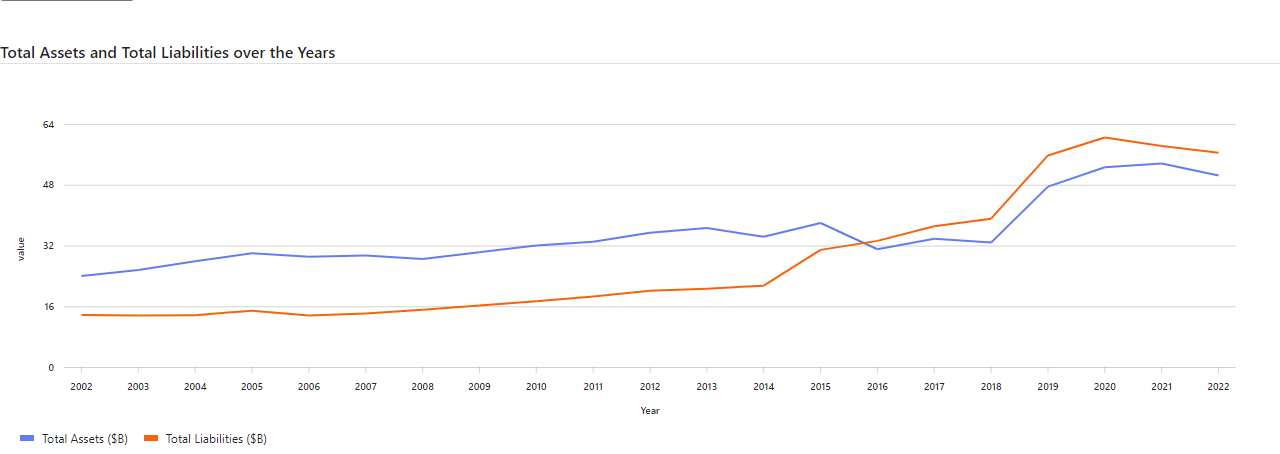 Total Assets and Total Liabilities over the Years
64
48
32
16
0
value
2002 2003 2004 2005 2006 2007 2008 2009 2010 2011 2012 2013 2014 2015 2016 2017 2018 2019 2020 2021 2022
Year
Total Assets ($B) Total Liabilities ($B)